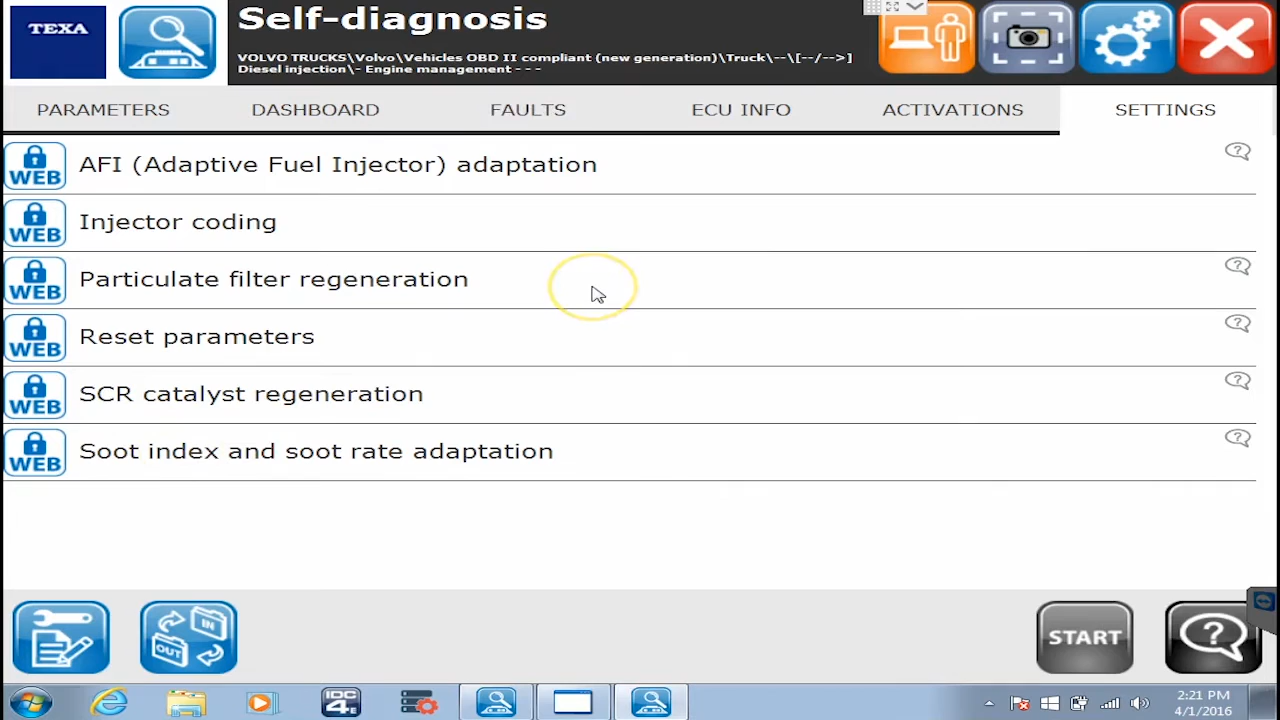 TEXA
Self-diagnosis
VOLVO TRUCKS\Volvo\Vehicles OBD II compliant (new generation)\Truck\--\[--/-->]
Diesel injection\- Engine management - - -
PARAMETERS DASHBOARD FAULTS ECU INFO ACTIVATIONS SETTINGS
WEB AFI (Adaptive Fuel Injector) adaptation
WEB Injector coding
WEB Particulate filter regeneration
WEB Reset parameters
WEB SCR catalyst regeneration
WEB Soot index and soot rate adaptation
IN
OUT
START
IDC
4E
2:21 PM
4/1/2016